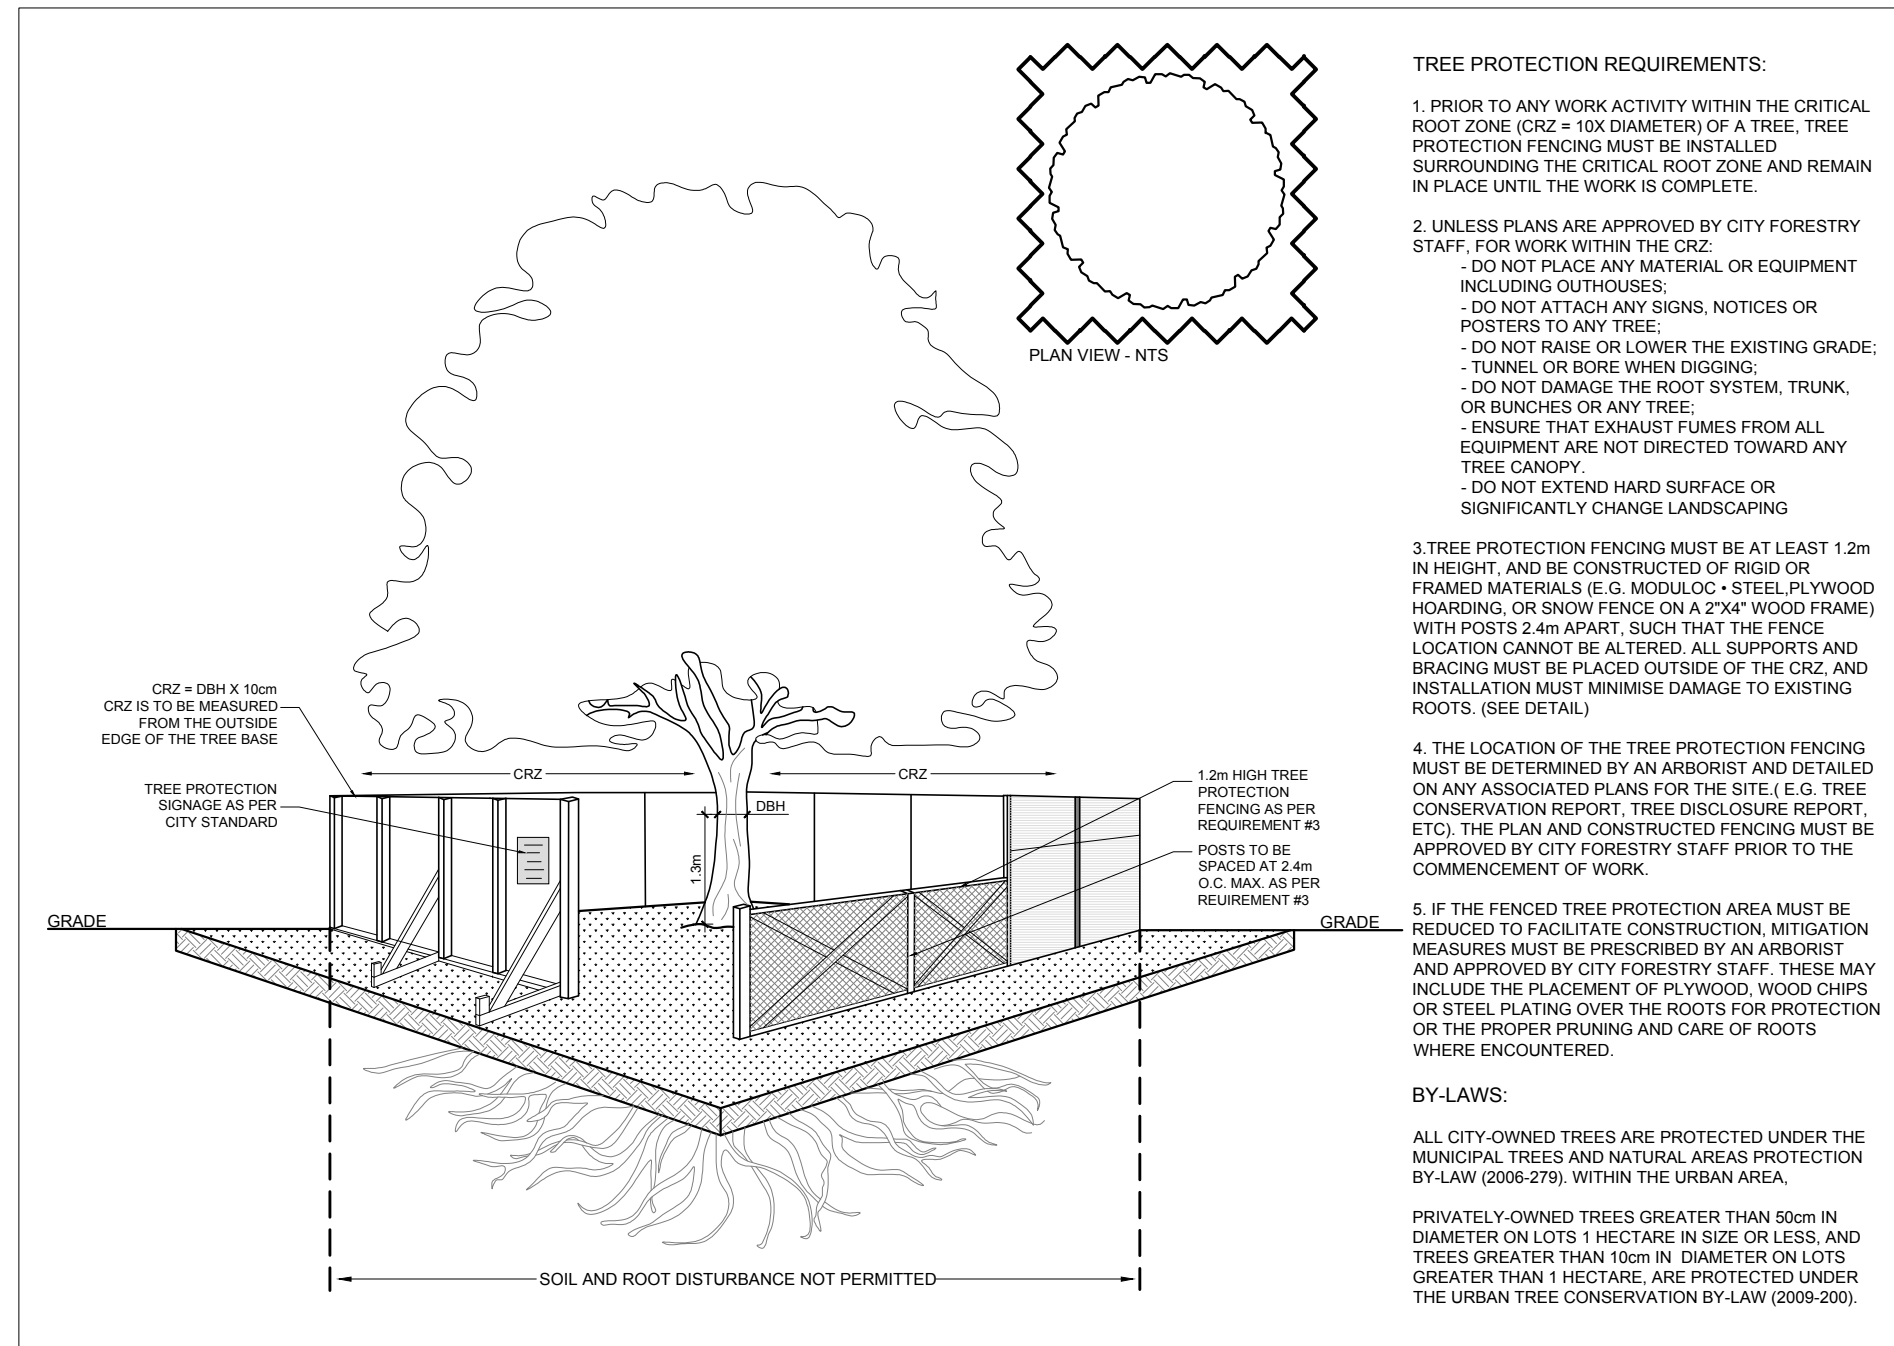 PLAN VIEW - NTS
CRZ = DBH X 10cm
CRZ IS TO BE MEASURED
FROM THE OUTSIDE
EDGE OF THE TREE BASE
TREE PROTECTION
SIGNAGE AS PER
CITY STANDARD
CRZ
CRZ
DBH
1.3m
1.2m HIGH TREE
PROTECTION
FENCING AS PER
REQUIREMENT #3
POSTS TO BE
SPACED AT 2.4m
O.C. MAX. AS PER
REUIREMENT #3
GRADE
GRADE
SOIL AND ROOT DISTURBANCE NOT PERMITTED
TREE PROTECTION REQUIREMENTS:
1. PRIOR TO ANY WORK ACTIVITY WITHIN THE CRITICAL
ROOT ZONE (CRZ = 10X DIAMETER) OF A TREE, TREE
PROTECTION FENCING MUST BE INSTALLED
SURROUNDING THE CRITICAL ROOT ZONE AND REMAIN
IN PLACE UNTIL THE WORK IS COMPLETE.
2. UNLESS PLANS ARE APPROVED BY CITY FORESTRY
STAFF, FOR WORK WITHIN THE CRZ:
- DO NOT PLACE ANY MATERIAL OR EQUIPMENT
INCLUDING OUTHOUSES;
- DO NOT ATTACH ANY SIGNS, NOTICES OR
POSTERS TO ANY TREE;
- DO NOT RAISE OR LOWER THE EXISTING GRADE;
- TUNNEL OR BORE WHEN DIGGING;
- DO NOT DAMAGE THE ROOT SYSTEM, TRUNK,
OR BUNCHES OR ANY TREE;
- ENSURE THAT EXHAUST FUMES FROM ALL
EQUIPMENT ARE NOT DIRECTED TOWARD ANY
TREE CANOPY.
- DO NOT EXTEND HARD SURFACE OR
SIGNIFICANTLY CHANGE LANDSCAPING
3.TREE PROTECTION FENCING MUST BE AT LEAST 1.2m
IN HEIGHT, AND BE CONSTRUCTED OF RIGID OR
FRAMED MATERIALS (E.G. MODULOC • STEEL,PLYWOOD
HOARDING, OR SNOW FENCE ON A 2"X4" WOOD FRAME)
WITH POSTS 2.4m APART, SUCH THAT THE FENCE
LOCATION CANNOT BE ALTERED. ALL SUPPORTS AND
BRACING MUST BE PLACED OUTSIDE OF THE CRZ, AND
INSTALLATION MUST MINIMISE DAMAGE TO EXISTING
ROOTS. (SEE DETAIL)
4. THE LOCATION OF THE TREE PROTECTION FENCING
MUST BE DETERMINED BY AN ARBORIST AND DETAILED
ON ANY ASSOCIATED PLANS FOR THE SITE.( E.G. TREE
CONSERVATION REPORT, TREE DISCLOSURE REPORT,
ETC). THE PLAN AND CONSTRUCTED FENCING MUST BE
APPROVED BY CITY FORESTRY STAFF PRIOR TO THE
COMMENCEMENT OF WORK.
5. IF THE FENCED TREE PROTECTION AREA MUST BE
REDUCED TO FACILITATE CONSTRUCTION, MITIGATION
MEASURES MUST BE PRESCRIBED BY AN ARBORIST
AND APPROVED BY CITY FORESTRY STAFF. THESE MAY
INCLUDE THE PLACEMENT OF PLYWOOD, WOOD CHIPS
OR STEEL PLATING OVER THE ROOTS FOR PROTECTION
OR THE PROPER PRUNING AND CARE OF ROOTS
WHERE ENCOUNTERED.
BY-LAWS:
ALL CITY-OWNED TREES ARE PROTECTED UNDER THE
MUNICIPAL TREES AND NATURAL AREAS PROTECTION
BY-LAW (2006-279). WITHIN THE URBAN AREA,
PRIVATELY-OWNED TREES GREATER THAN 50cm IN
DIAMETER ON LOTS 1 HECTARE IN SIZE OR LESS, AND
TREES GREATER THAN 10cm IN DIAMETER ON LOTS
GREATER THAN 1 HECTARE, ARE PROTECTED UNDER
THE URBAN TREE CONSERVATION BY-LAW (2009-200).